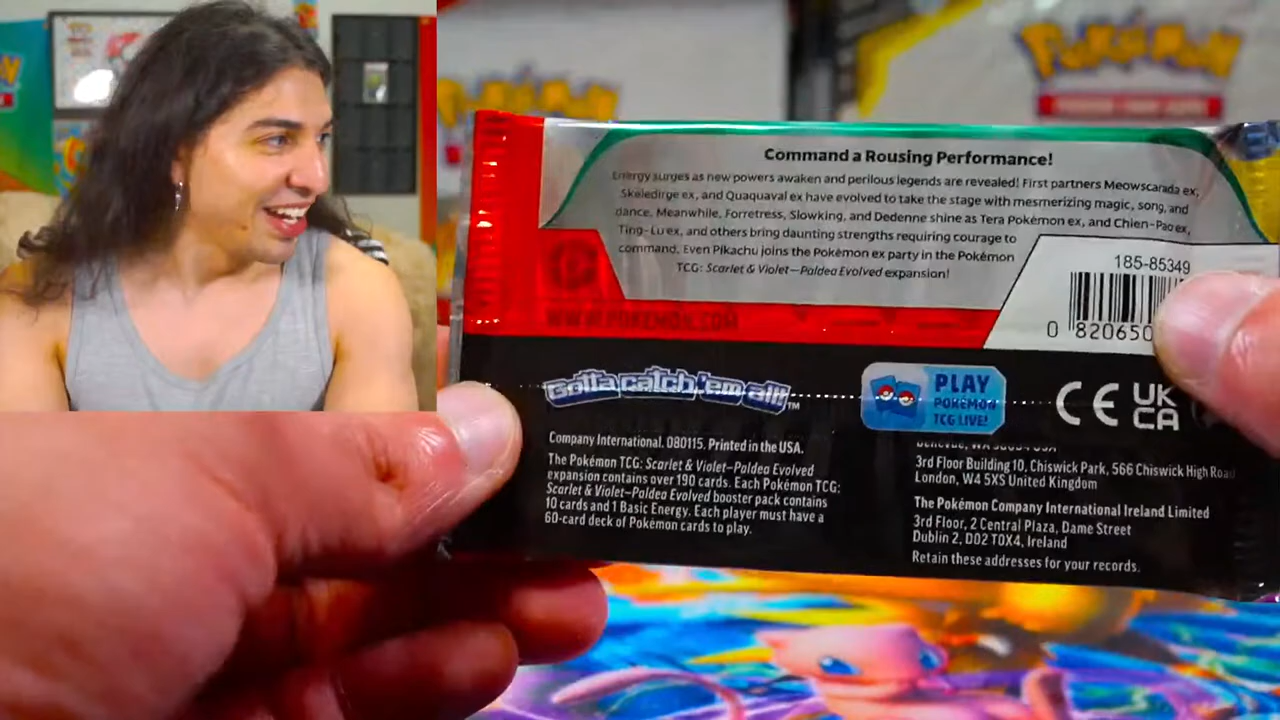 Pokémon
Command a Rousing Performance!
Energy surges as new powers awaken and perilous legends are revealed! First partners Meowscarada ex,
Skeledirge ex, and Quaquaval ex have evolved to take the stage with mesmerizing magic, song, and
dance. Meanwhile, Forretress, Slowking, and Dedenne shine as Tera Pokémon ex, and Chien-Pao ex,
Ting-Lu ex, and others bring daunting strengths requiring courage to
command. Even Pikachu joins the Pokémon ex party in the Pokémon
TCG: Scarlet & Violet—Paldea Evolved expansion!
185-85349
0 820650
WWW.POKEMON.COM
Gotta catch 'em all!™
PLAY
POKÉMON
TCG LIVE!
CE UK
CA
Company International. 080115. Printed in the USA.
The Pokémon TCG: Scarlet & Violet—Paldea Evolved
expansion contains over 190 cards. Each Pokémon TCG:
Scarlet & Violet—Paldea Evolved booster pack contains
10 cards and 1 Basic Energy. Each player must have a
60-card deck of Pokémon cards to play.
3rd Floor Building 10, Chiswick Park, 566 Chiswick High Road
London, W4 5XS United Kingdom
The Pokémon Company International Ireland Limited
3rd Floor, 2 Central Plaza, Dame Street
Dublin 2, D02 T0X4, Ireland
Retain these addresses for your records.